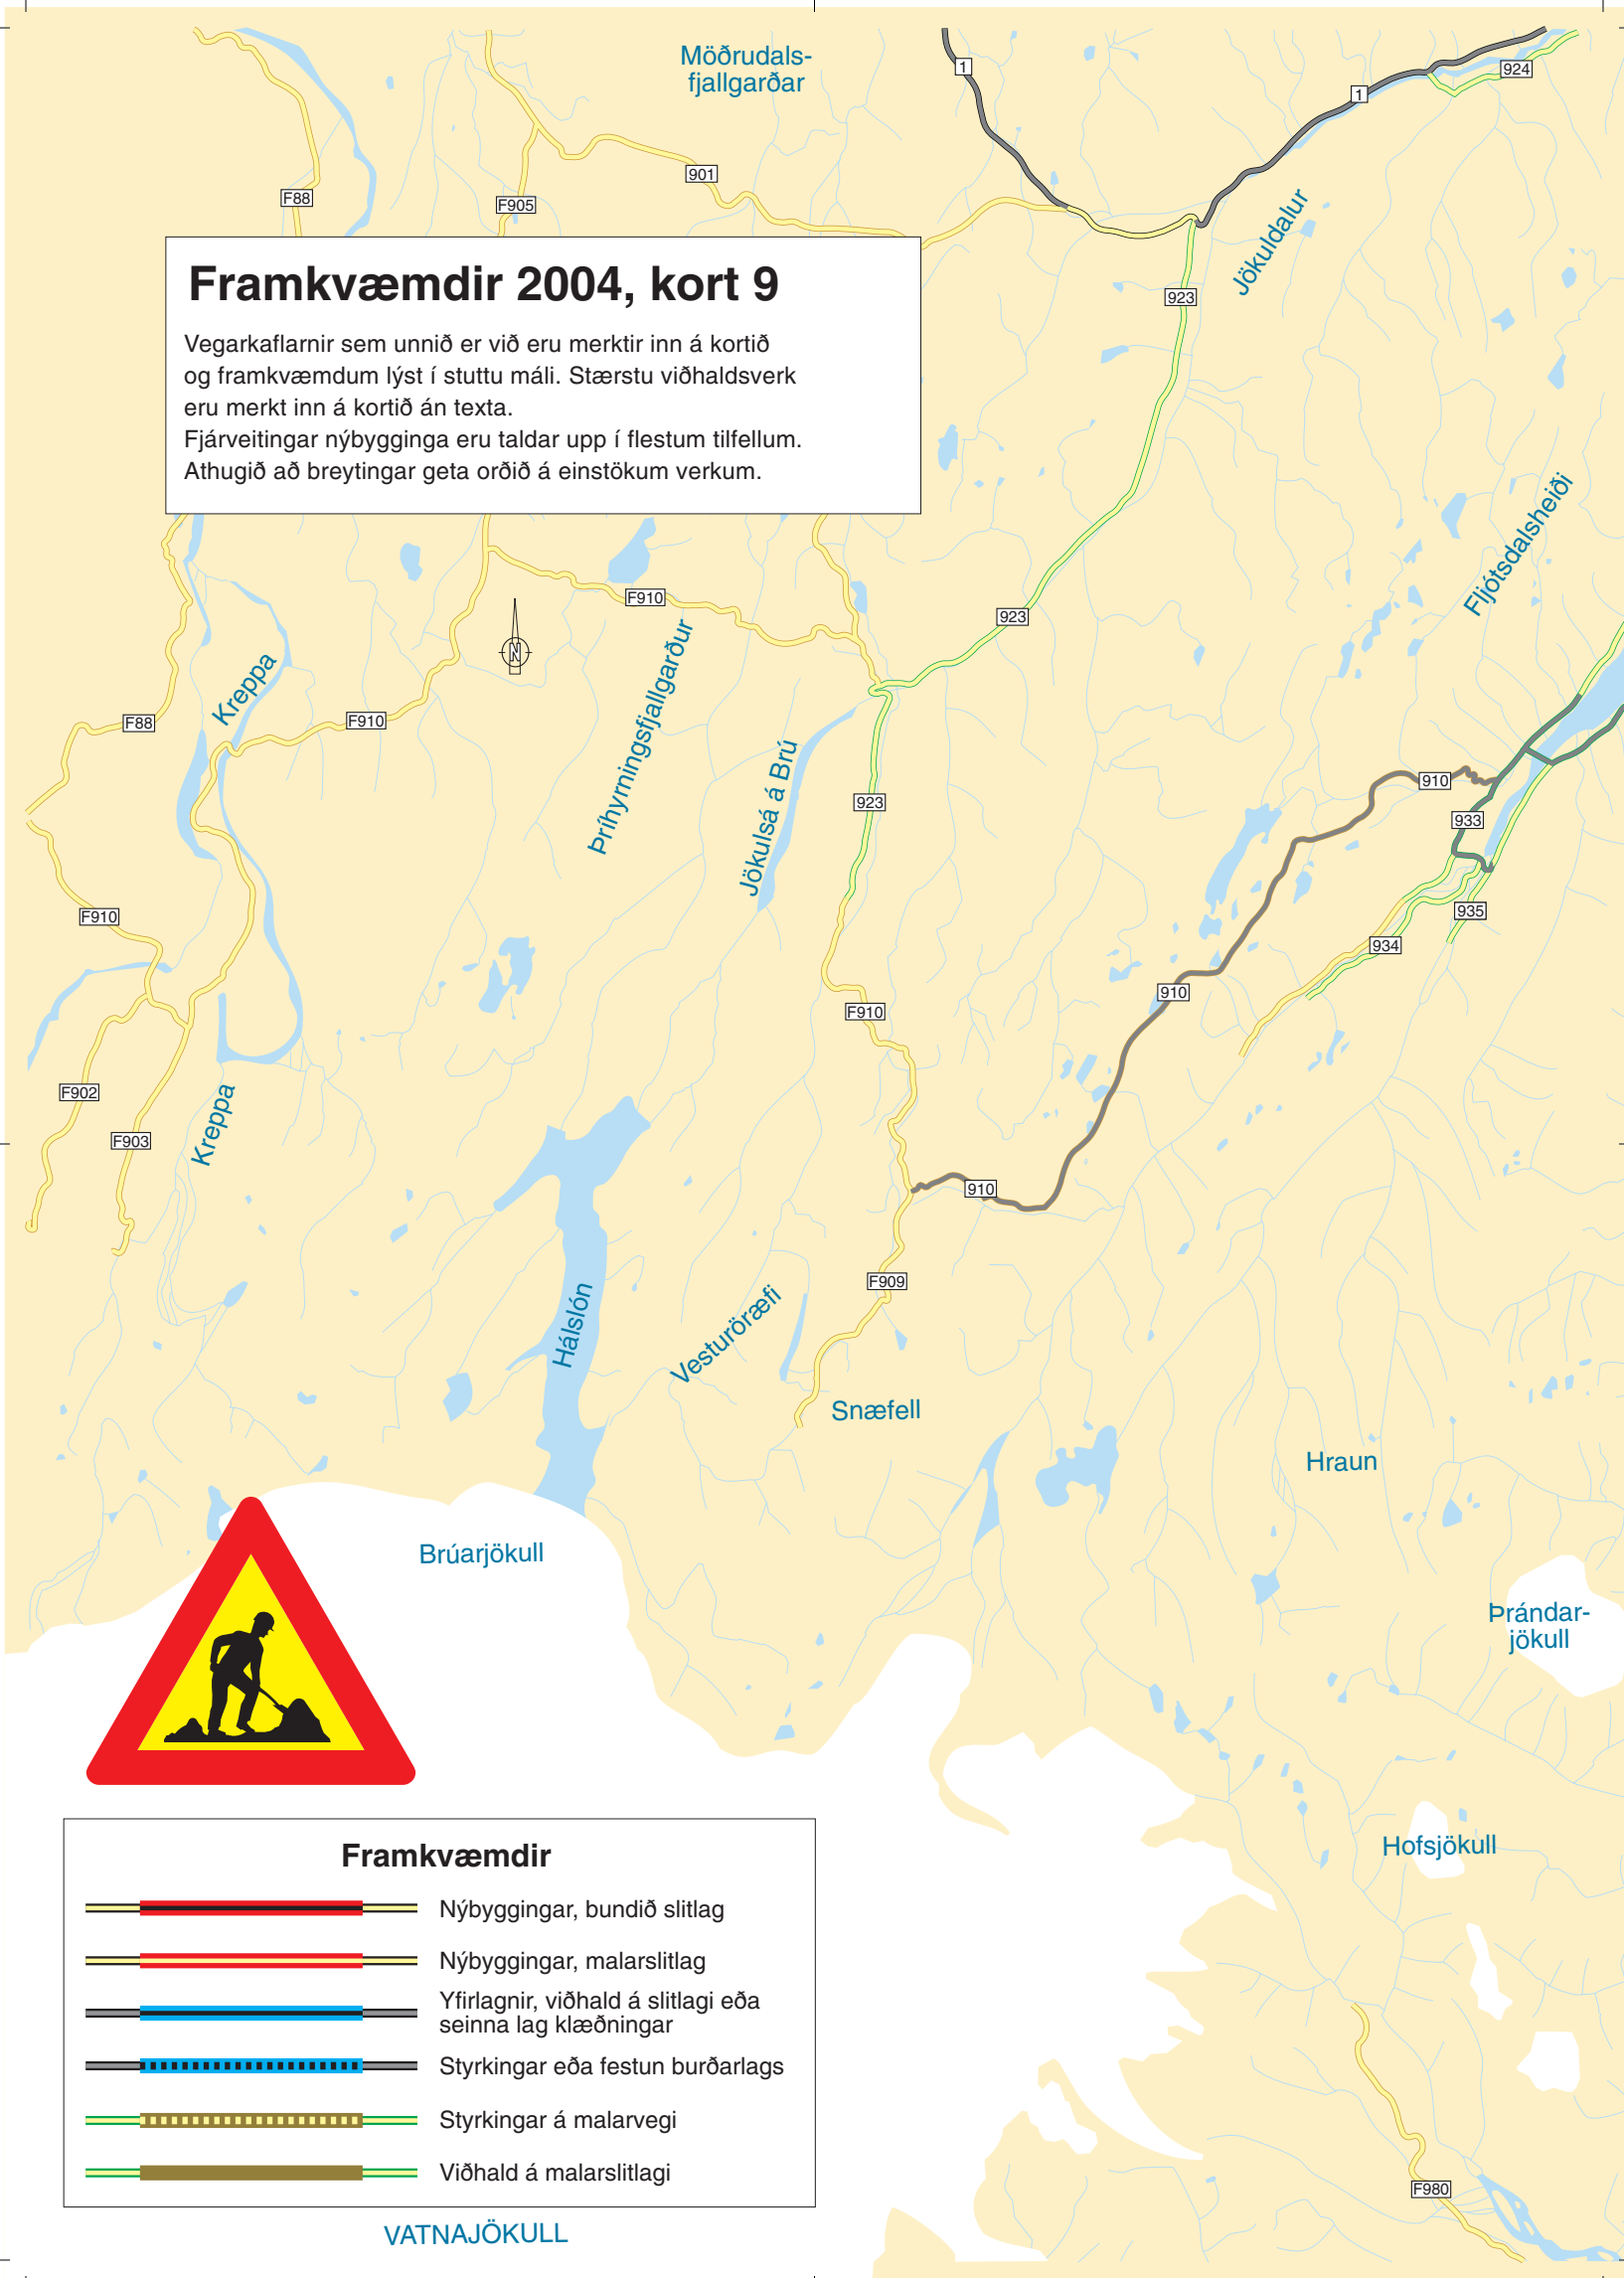 Möðrudals-
fjallgarðar
1
1
924
F88
F905
901
Jökuldalur
923
Framkvæmdir 2004, kort 9
Vegarkaflarnir sem unnið er við eru merktir inn á kortið
og framkvæmdum lýst í stuttu máli. Stærstu viðhaldsverk
eru merkt inn á kortið án texta.
Fjárveitingar nýbygginga eru taldar upp í flestum tilfellum.
Athugið að breytingar geta orðið á einstökum verkum.
Fljótsdalsheiði
F910
923
N
Kreppa
Þríhyrningsfjallgarður
F88
F910
Jökulsá á Brú
910
923
933
F910
935
934
910
F910
F902
Kreppa
F903
910
F909
Hálslón
Vesturöræfi
Snæfell
Hraun
Brúarjökull
Þrándar-
jökull
Hofsjökull
Framkvæmdir
Nýbyggingar, bundið slitlag
Nýbyggingar, malarslitlag
Yfirlagnir, viðhald á slitlagi eða
seinna lag klæðningar
Styrkingar eða festun burðarlags
Styrkingar á malarvegi
Viðhald á malarslitlagi
F980
VATNAJÖKULL